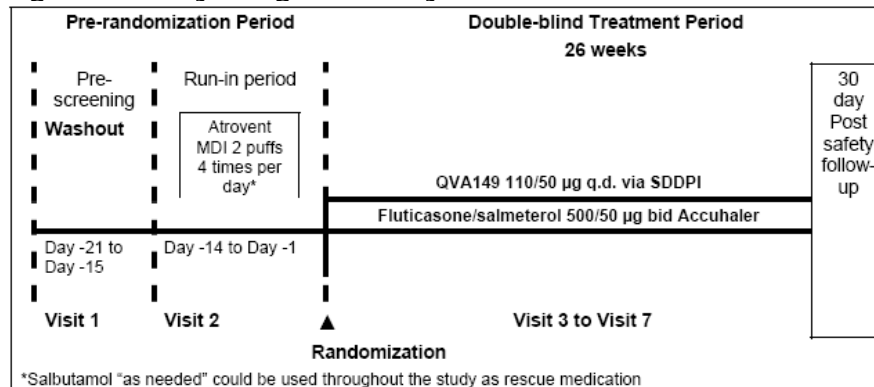 Pre-randomization Period
Double-blind Treatment Period
26 weeks
Pre-
screening
Washout
Run-in period
Atrovent
MDI 2 puffs
4 times per
day*
30
day
Post
safety
follow-
up
QVA149 110/50 µg q.d. via SDDPI
Fluticasone/salmeterol 500/50 µg bid Accuhaler
Day -21 to
Day -15
Day -14 to Day -1
Visit 1
Visit 2
Visit 3 to Visit 7
Randomization
*Salbutamol "as needed" could be used throughout the study as rescue medication